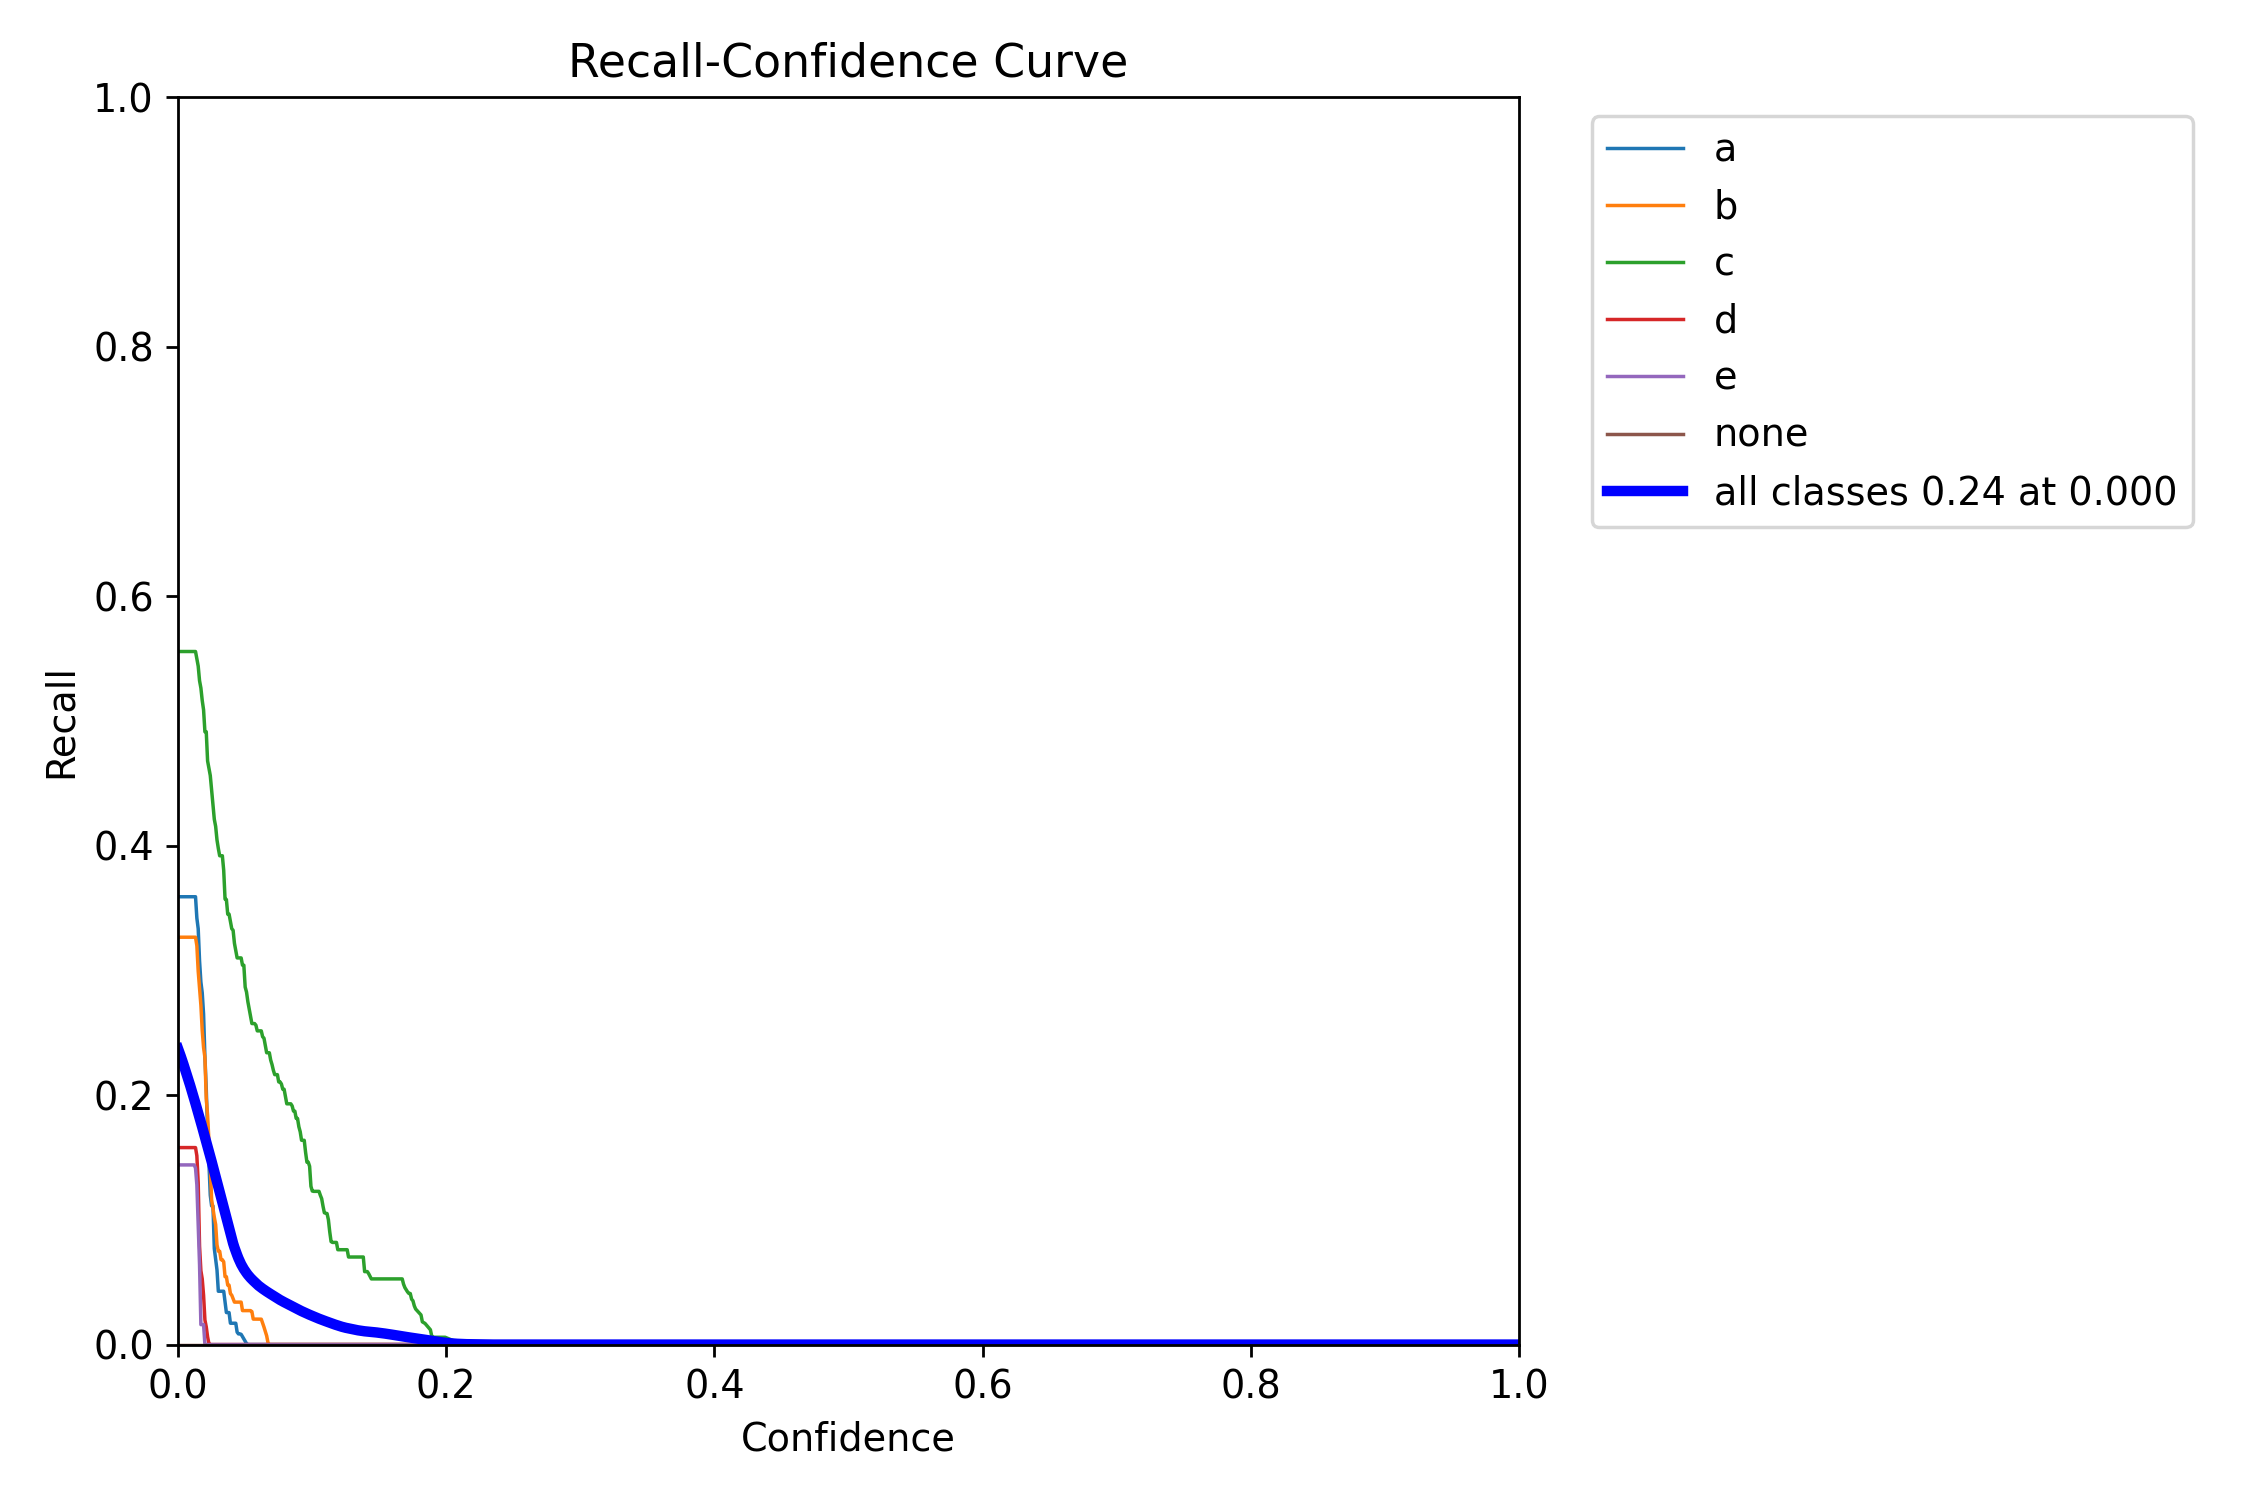 Recall-Confidence Curve
1.0
0.8
0.6
0.4
0.2
0.0
Recall
0.0 0.2 0.4 0.6 0.8 1.0
Confidence
a
b
c
d
e
none
all classes 0.24 at 0.000